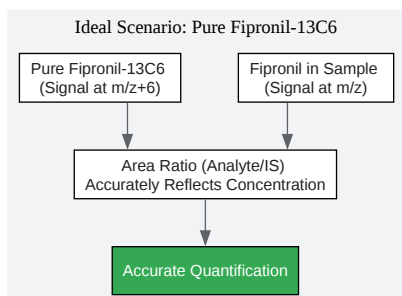 Ideal Scenario: Pure Fipronil-13C6
Pure Fipronil-13C6
(Signal at m/z+6)
Fipronil in Sample
(Signal at m/z)
Area Ratio (Analyte/IS)
Accurately Reflects Concentration
Accurate Quantification